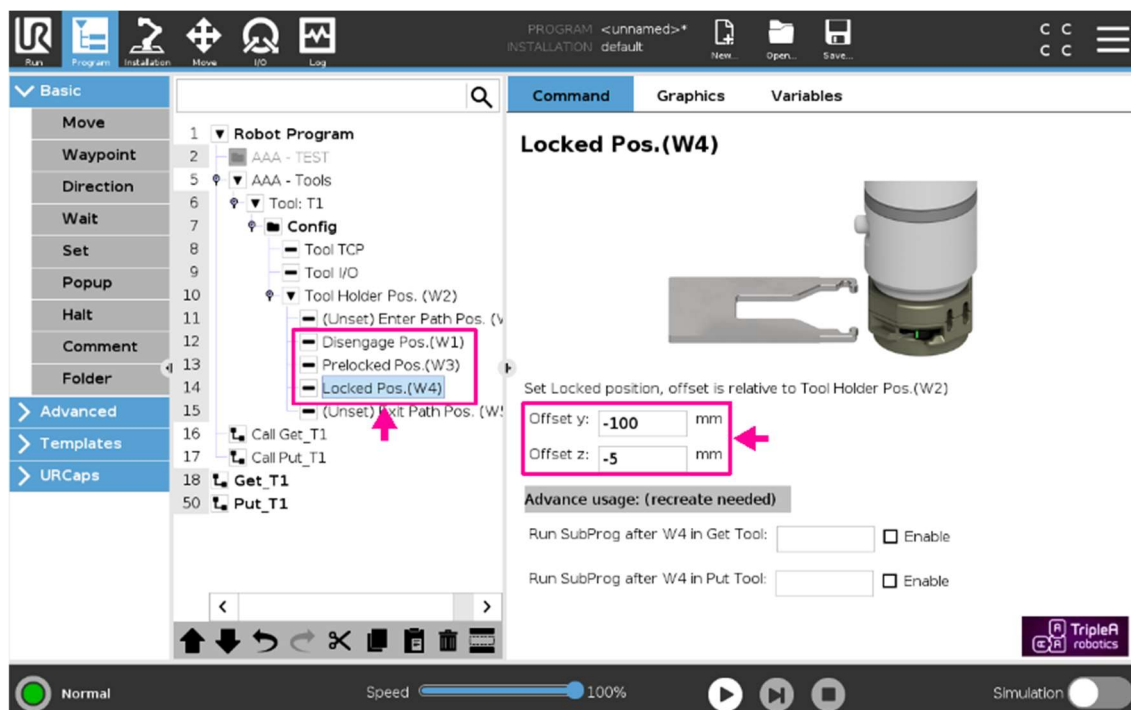 PROGRAM <unnamed>*
INSTALLATION default
Run Program Installation Move I/O Log
New... Open... Save...
C C
C C
Basic
Move
Waypoint
Direction
Wait
Set
Popup
Halt
Comment
Folder
Advanced
Templates
URCaps
1 Robot Program
2 AAA - TEST
5 AAA - Tools
6 Tool: T1
7 Config
8 Tool TCP
9 Tool I/O
10 Tool Holder Pos. (W2)
11 (Unset) Enter Path Pos. (V
12 Disengage Pos.(W1)
13 Prelocked Pos.(W3)
14 Locked Pos.(W4)
15 (Unset) Exit Path Pos. (W5
16 Call Get_T1
17 Call Put_T1
18 Get_T1
50 Put_T1
Command Graphics Variables
Locked Pos.(W4)
Set Locked position, offset is relative to Tool Holder Pos.(W2)
Offset y: -100 mm
Offset z: -5 mm
Advance usage: (recreate needed)
Run SubProg after W4 in Get Tool: Enable
Run SubProg after W4 in Put Tool: Enable
TripleA
robotics
Normal
Speed 100%
Simulation